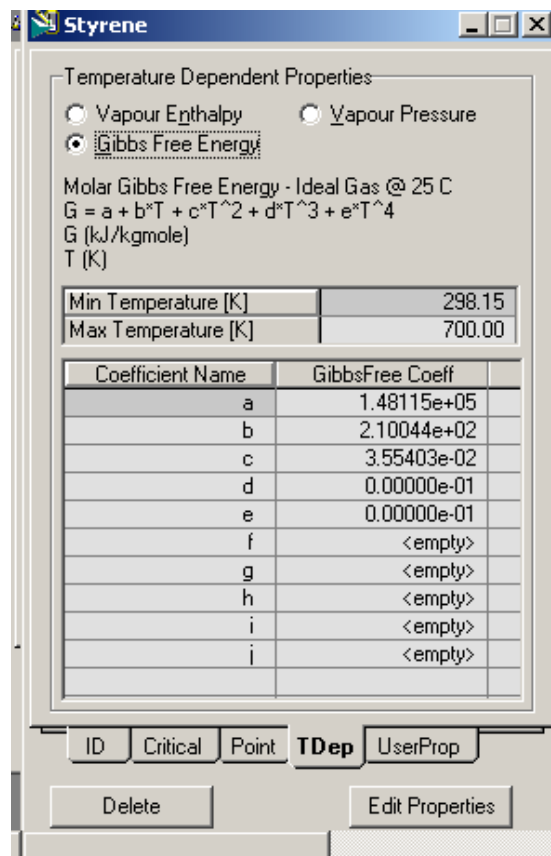 Styrene
Temperature Dependent Properties
Vapour Enthalpy Vapour Pressure
Gibbs Free Energy
Molar Gibbs Free Energy - Ideal Gas @ 25 C
G = a + b*T + c*T^2 + d*T^3 + e*T^4
G (kJ/kgmole)
T (K)
Min Temperature [K] 298.15
Max Temperature [K] 700.00
Coefficient Name GibbsFree Coeff
a 1.48115e+05
b 2.10044e+02
c 3.55403e-02
d 0.00000e-01
e 0.00000e-01
f <empty>
g <empty>
h <empty>
i <empty>
j <empty>
ID Critical Point TDep UserProp
Delete Edit Properties